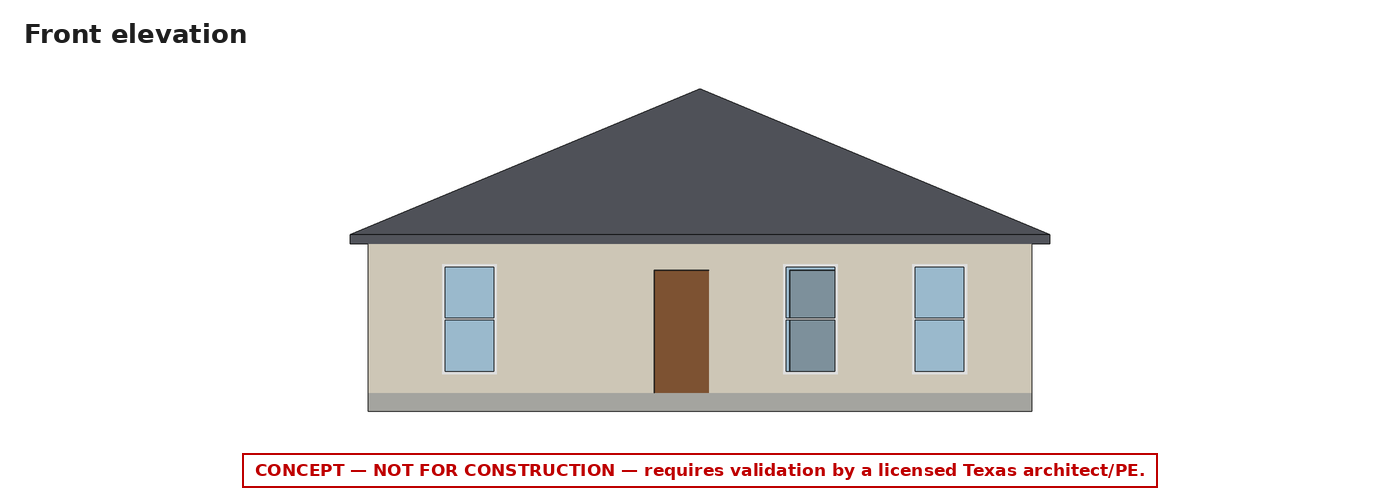 Front elevation
CONCEPT — NOT FOR CONSTRUCTION — requires validation by a licensed Texas architect/PE.